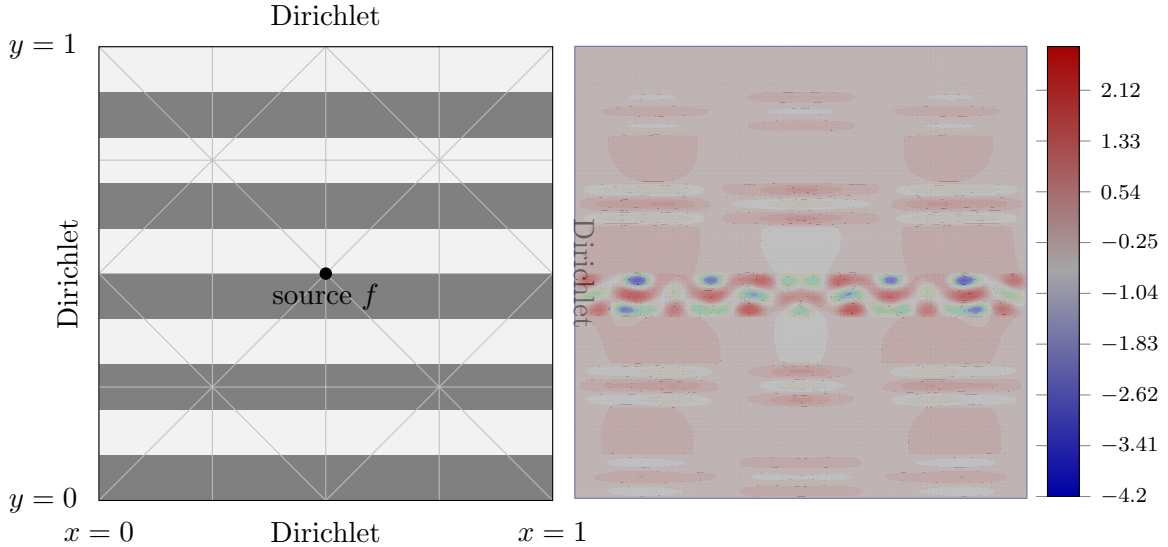 Dirichlet
y = 1
Dirichlet
source f
y = 0
x = 0
Dirichlet
x = 1
Dirichlet
2.12
1.33
0.54
−0.25
−1.04
−1.83
−2.62
−3.41
−4.2